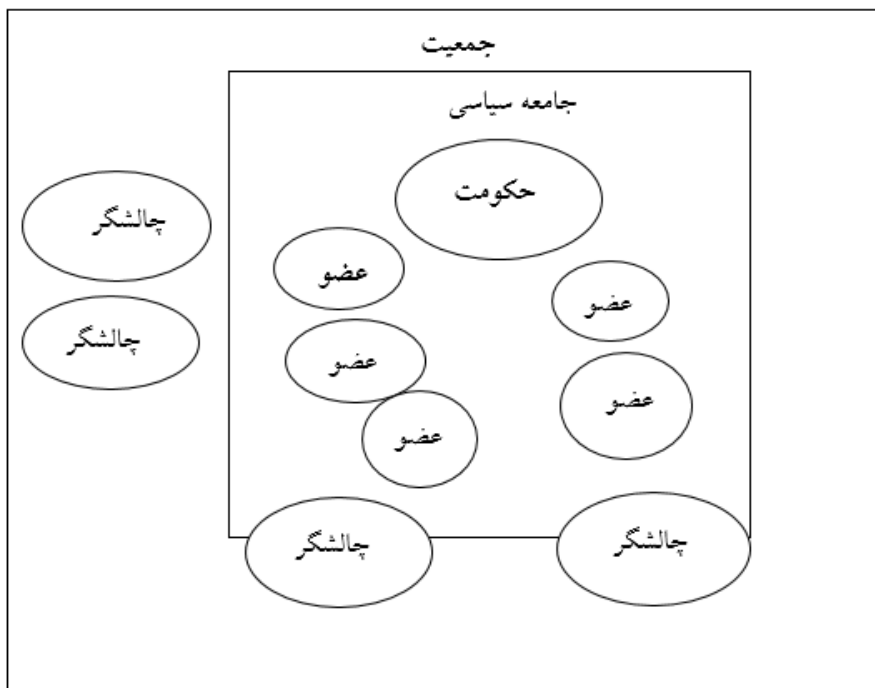 جمعیت
جامعه سیاسی
حکومت
چالشگر
عضو
عضو
چالشگر
عضو
عضو
عضو
چالشگر
چالشگر